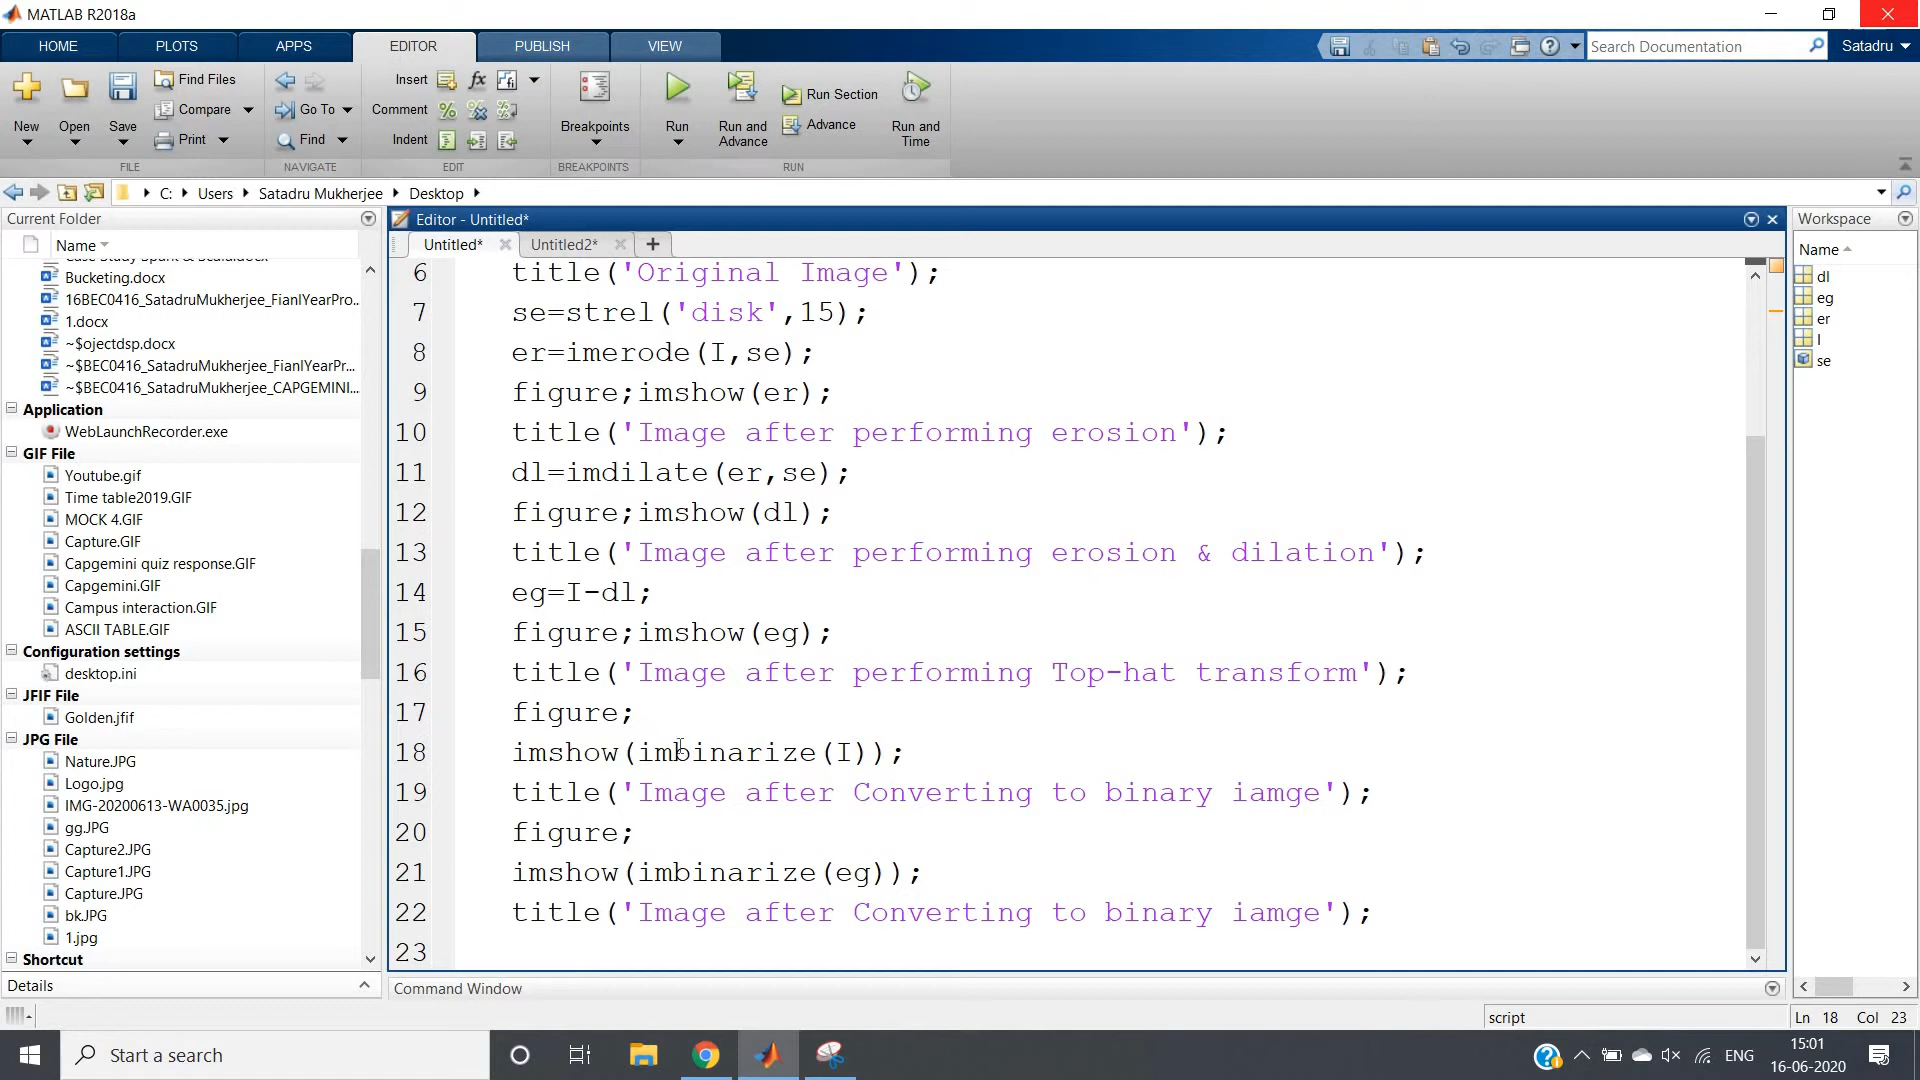 MATLAB R2018a
HOME PLOTS APPS EDITOR PUBLISH VIEW Search Documentation Satadru
New Open Save Find Files Compare Print
Go To Find
Insert fx Comment Indent
Breakpoints
Run Run and Advance Run Section Advance Run and Time
FILE NAVIGATE EDIT BREAKPOINTS RUN
C: Users Satadru Mukherjee Desktop
Current Folder
Name
Bucketing.docx
16BEC0416_SatadruMukherjee_FianlYearPro...
1.docx
~$ojectdsp.docx
~$BEC0416_SatadruMukherjee_FianlYearPr...
~$BEC0416_SatadruMukherjee_CAPGEMINI...
Application
WebLaunchRecorder.exe
GIF File
Youtube.gif
Time table2019.GIF
MOCK 4.GIF
Capture.GIF
Capgemini quiz response.GIF
Capgemini.GIF
Campus interaction.GIF
ASCII TABLE.GIF
Configuration settings
desktop.ini
JFIF File
Golden.jfif
JPG File
Nature.JPG
Logo.jpg
IMG-20200613-WA0035.jpg
gg.JPG
Capture2.JPG
Capture1.JPG
Capture.JPG
bk.JPG
1.jpg
Shortcut
Details
Editor - Untitled*
Untitled* Untitled2*
6 title('Original Image');
7 se=strel('disk',15);
8 er=imerode(I,se);
9 figure;imshow(er);
10 title('Image after performing erosion');
11 dl=imdilate(er,se);
12 figure;imshow(dl);
13 title('Image after performing erosion & dilation');
14 eg=I-dl;
15 figure;imshow(eg);
16 title('Image after performing Top-hat transform');
17 figure;
18 imshow(imbinarize(I));
19 title('Image after Converting to binary iamge');
20 figure;
21 imshow(imbinarize(eg));
22 title('Image after Converting to binary iamge');
23
Command Window
Workspace
Name
dl
eg
er
I
se
script Ln 18 Col 23
Start a search
ENG
15:01
16-06-2020